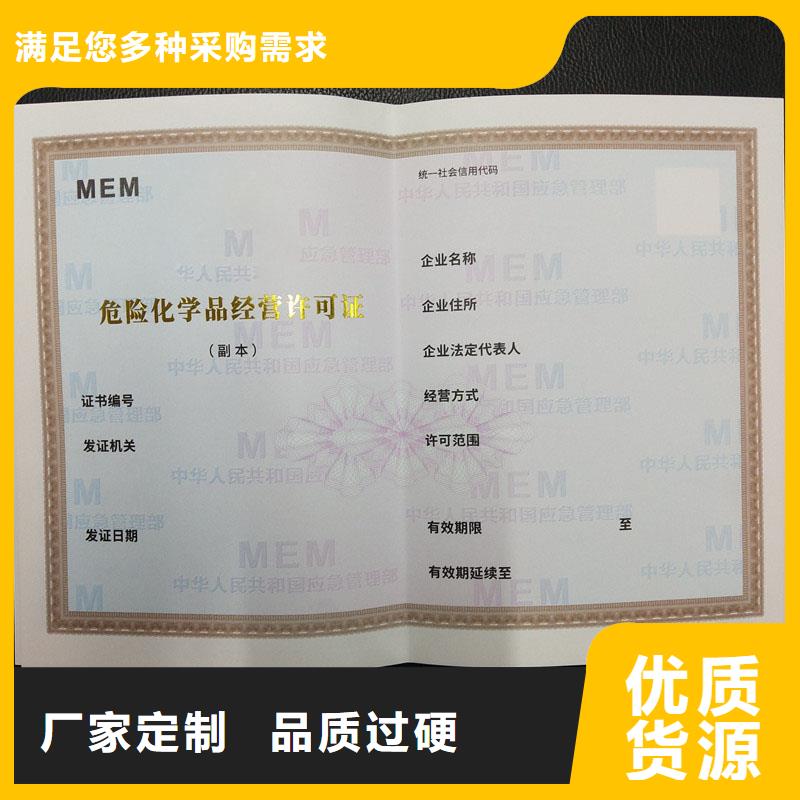 满足您多种采购需求
MEM
危险化学品经营许可证
（副本）
证书编号
发证机关
发证日期
统一社会信用代码
企业名称
企业住所
企业法定代表人
经营方式
许可范围
有效期限 至
有效期延续至
MEM
中华人民共和国应急管理部
厂家定制 品质过硬
优质
货源